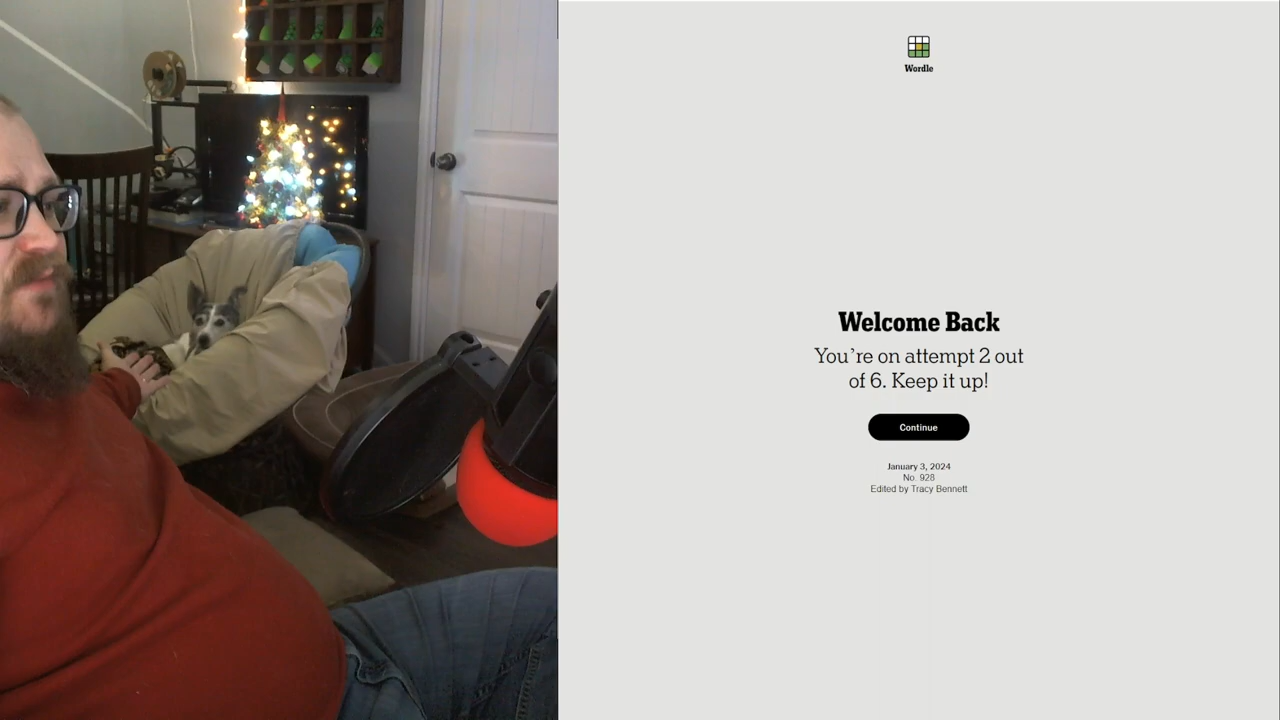 Wordle
Welcome Back
You're on attempt 2 out
of 6. Keep it up!
Continue
January 3, 2024
No. 928
Edited by Tracy Bennett